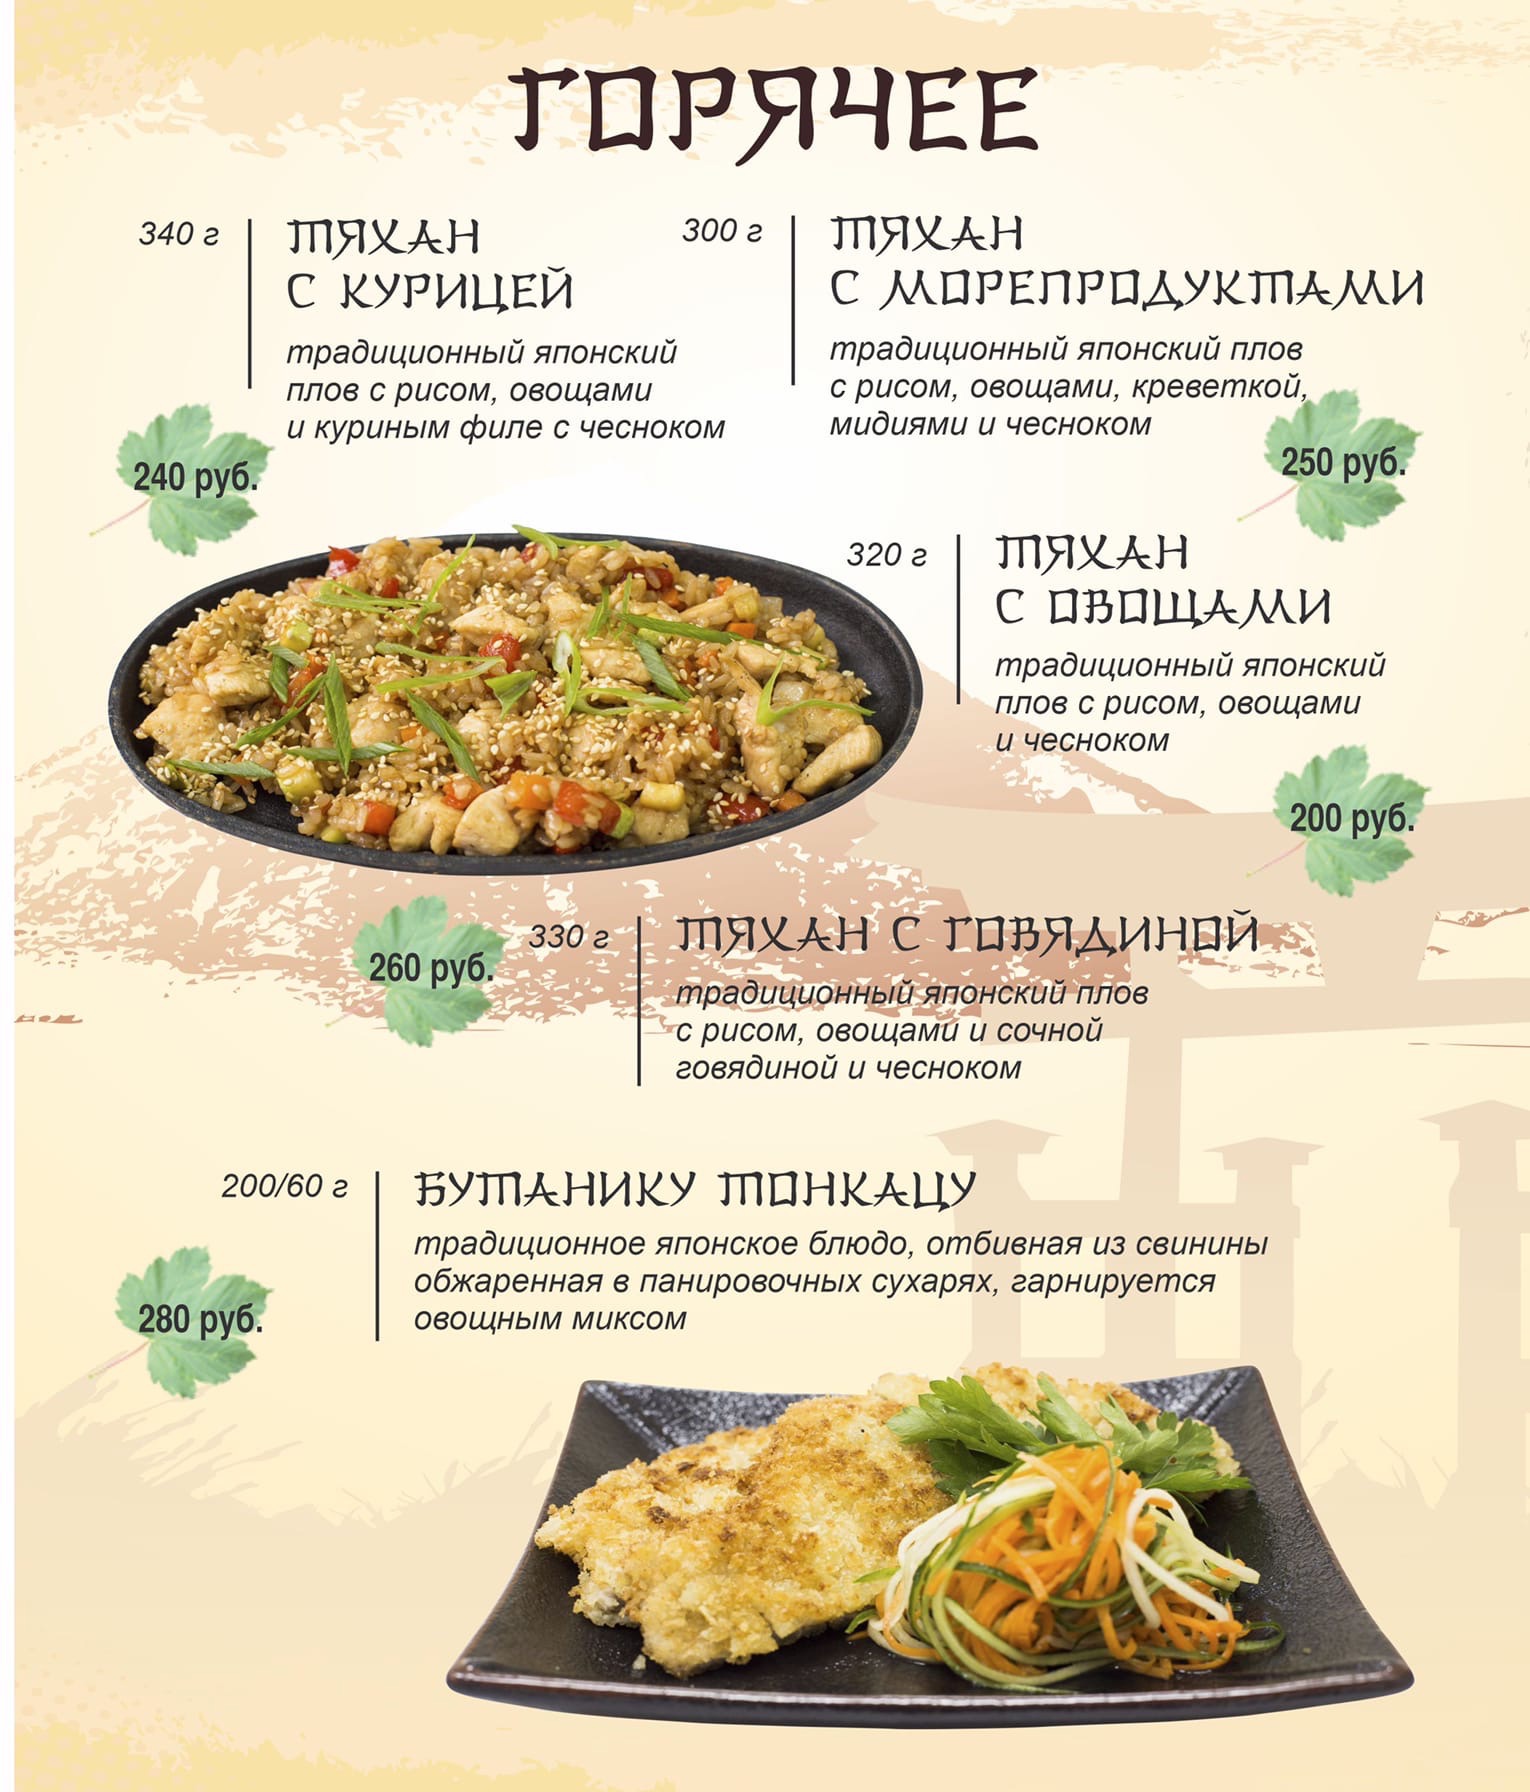 ГОРЯЧЕЕ
340 г
ТЯХАН
С КУРИЦЕЙ
традиционный японский
плов с рисом, овощами
и куриным филе с чесноком
240 руб.
300 г
ТЯХАН
С МОРЕПРОДУКТАМИ
традиционный японский плов
с рисом, овощами, креветкой,
мидиями и чесноком
250 руб.
320 г
ТЯХАН
С ОВОЩАМИ
традиционный японский
плов с рисом, овощами
и чесноком
200 руб.
260 руб.
330 г
ТЯХАН С ГОВЯДИНОЙ
традиционный японский плов
с рисом, овощами и сочной
говядиной и чесноком
200/60 г
БУТАНИКУ ТОНКАЦУ
традиционное японское блюдо, отбивная из свинины
обжаренная в панировочных сухарях, гарнируется
овощным миксом
280 руб.